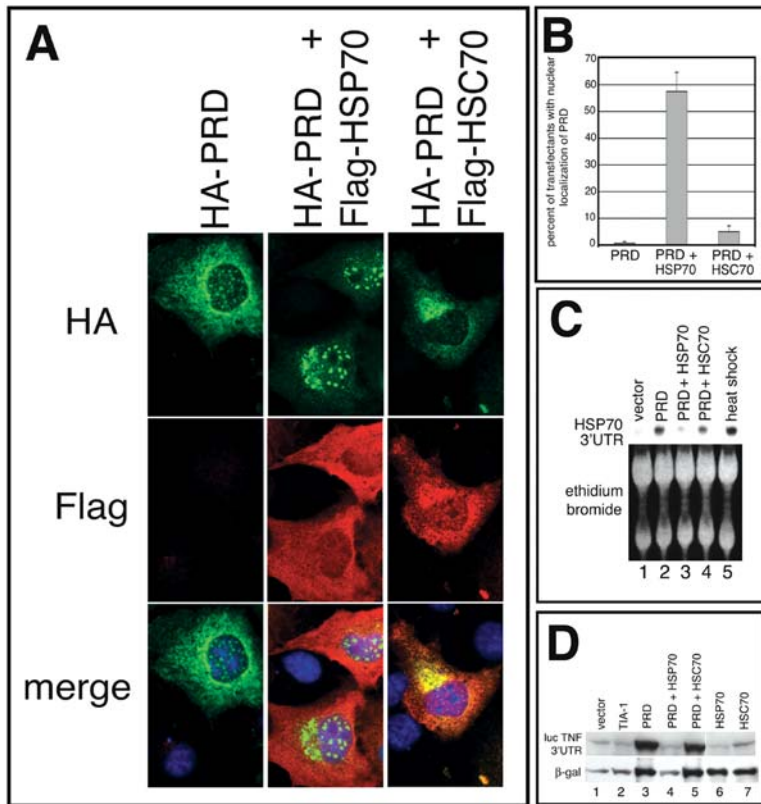 A
HA-PRD
HA-PRD +
Flag-HSP70
HA-PRD +
Flag-HSC70
HA
Flag
merge
B
percent of transfectants with nuclear
localization of PRD
70
60
50
40
30
20
10
0
PRD
PRD +
HSP70
PRD +
HSC70
*
C
vector
PRD
PRD + HSP70
PRD + HSC70
heat shock
HSP70
3'UTR
ethidium
bromide
1 2 3 4 5
D
vector
TIA-1
PRD
PRD + HSP70
PRD + HSC70
HSP70
HSC70
luc TNF
3'UTR
β-gal
1 2 3 4 5 6 7